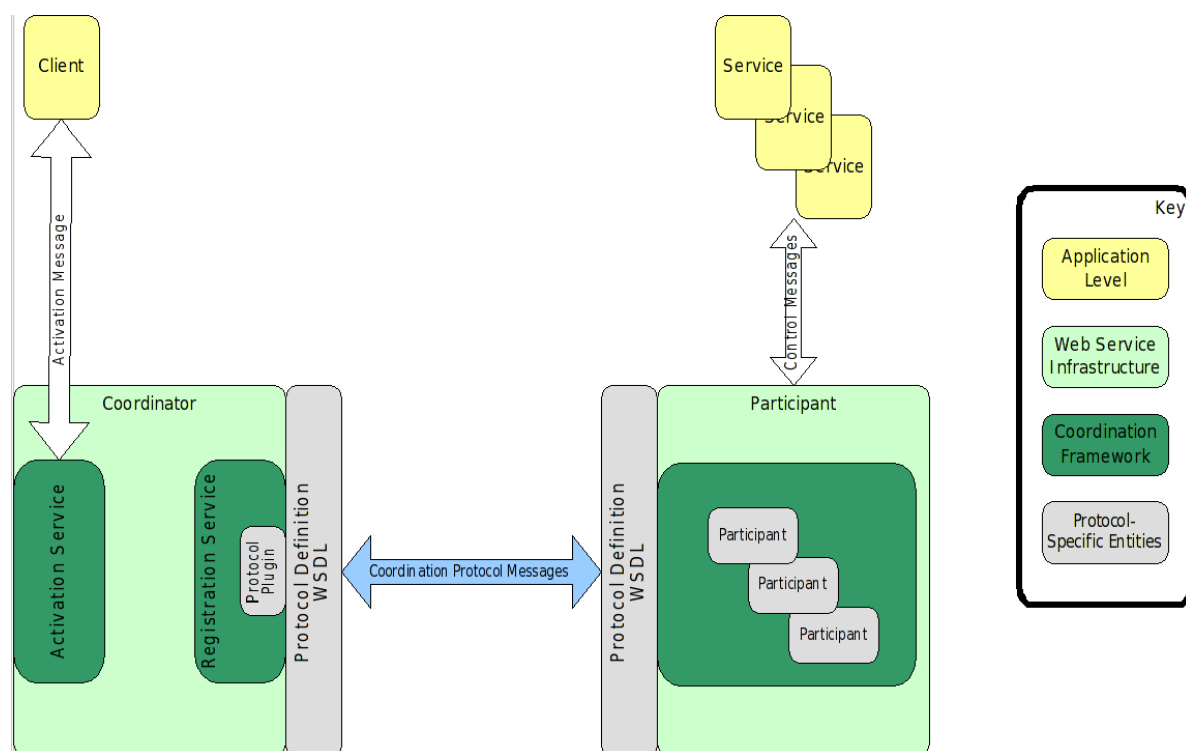 Client
Service
Service
Service
Activation Message
Control Messages
Key
Application
Level
Web Service
Infrastructure
Coordination
Framework
Protocol-
Specific Entities
Coordinator
Activation Service
Registration Service
Protocol
Plugin
Protocol Definition
WSDL
Coordination Protocol Messages
Protocol Definition
WSDL
Participant
Participant
Participant
Participant